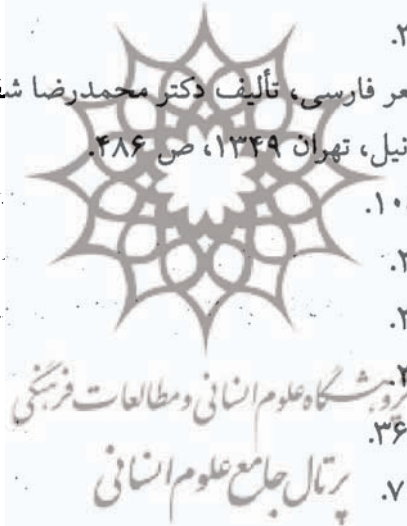 .۲
عر فارسی، تألیف دکتر محمدرضا
نیل، تهران ۱۳۴۹، ص ۴۸۶.
.۱۰
.۲
.۲
.۲
پژوهشگاه علوم انسانی و مطالعات فرهنگی
.۳۶
پرتال جامع علوم انسانی
.۷